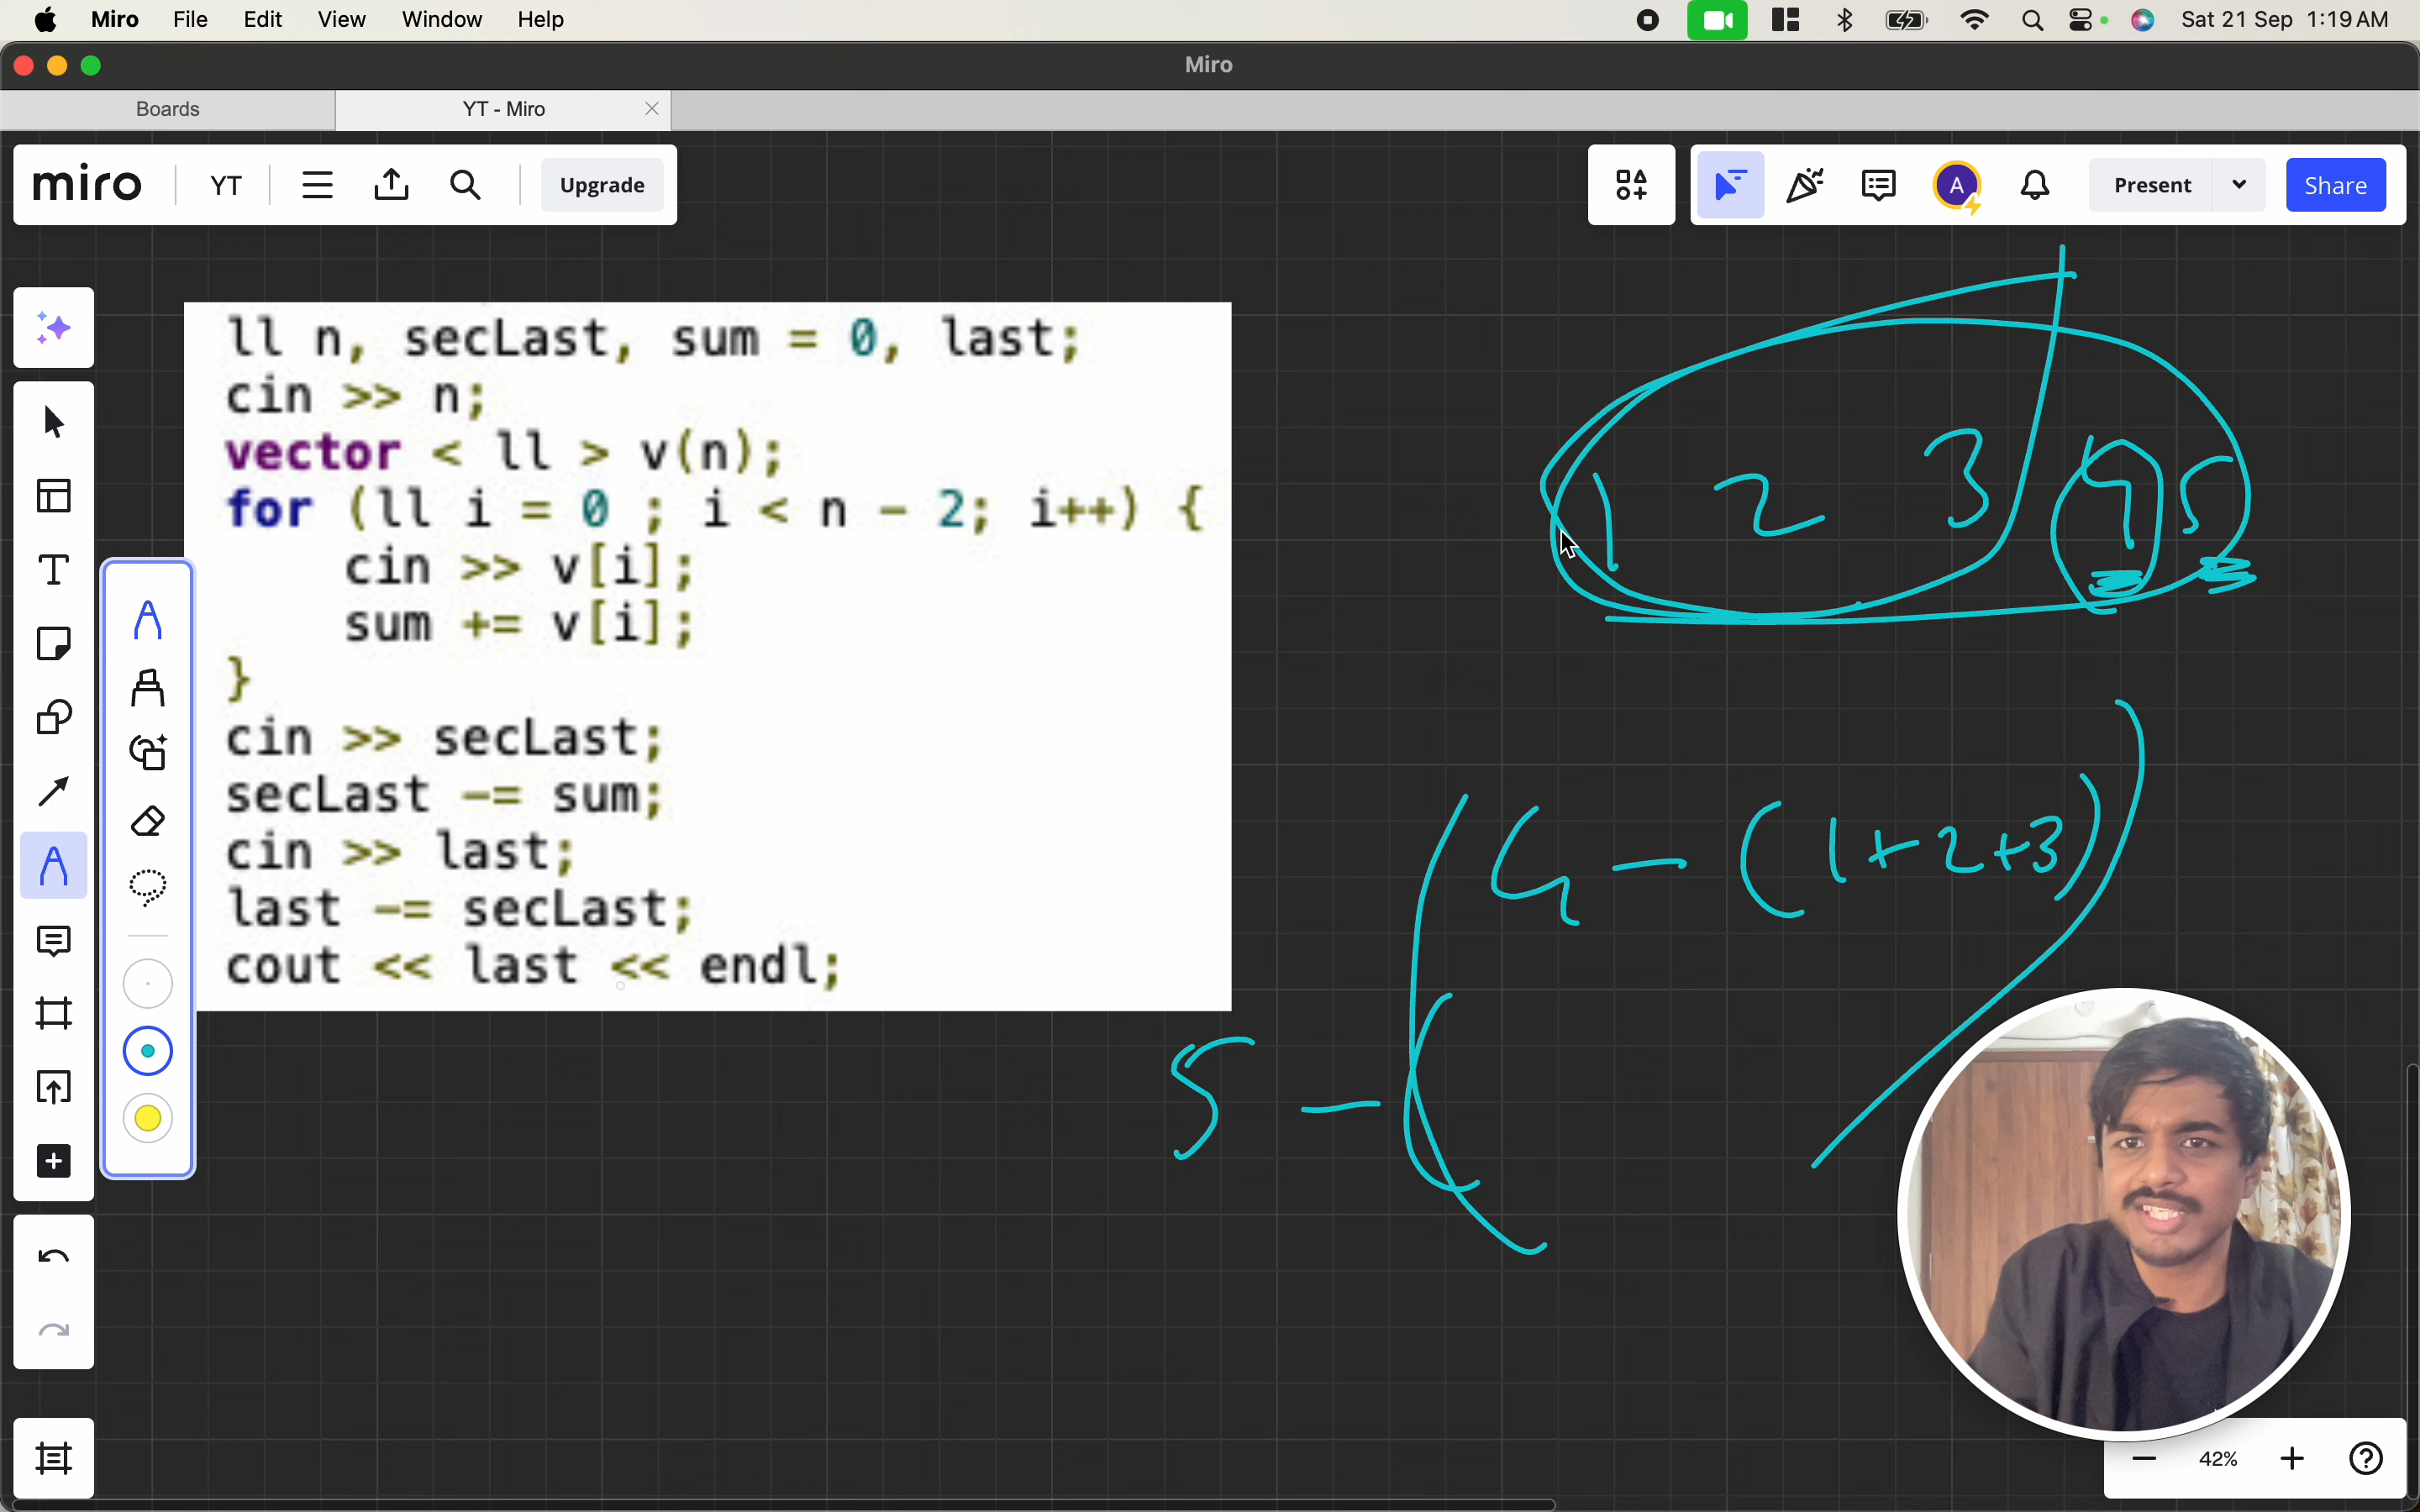 Miro File Edit View Window Help Sat 21 Sep 1:19 AM
Miro
Boards YT - Miro
miro YT Upgrade A Present Share
ll n, secLast, sum = 0, last;
cin >> n;
vector < ll > v(n);
for (ll i = 0 ; i < n - 2; i++) {
cin >> v[i];
sum += v[i];
}
cin >> secLast;
secLast -= sum;
cin >> last;
last -= secLast;
cout << last << endl;
1 2 3 4 5
(4 - (1+2+3))
5 - (
42%